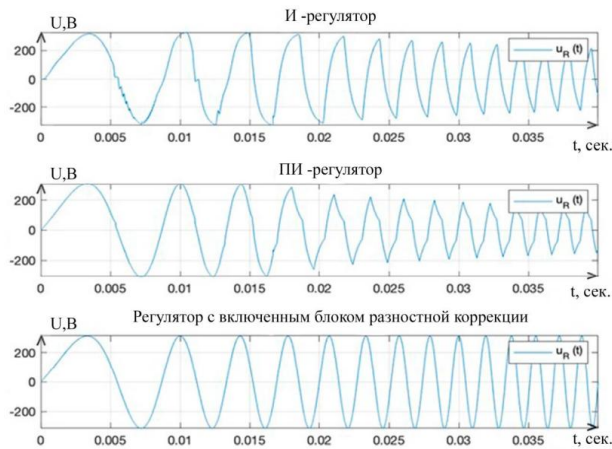 И -регулятор
U,В
200
0
-200
u_R (t)
0 0.005 0.01 0.015 0.02 0.025 0.03 0.035
t, сек.
ПИ -регулятор
U,В
200
0
-200
u_R (t)
0 0.005 0.01 0.015 0.02 0.025 0.03 0.035
t, сек.
Регулятор с включенным блоком разностной коррекции
U,В
200
0
-200
u_R (t)
0 0.005 0.01 0.015 0.02 0.025 0.03 0.035
t, сек.